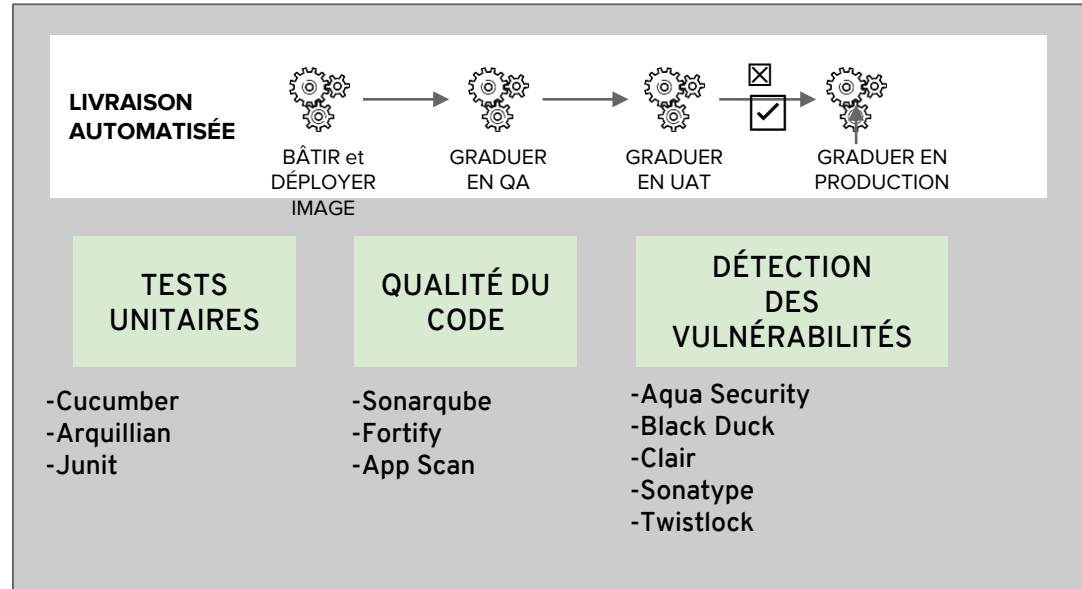 LIVRAISON
AUTOMATISÉE
BÂTIR et
DÉPLOYER
IMAGE
GRADUER
EN QA
GRADUER
EN UAT
GRADUER EN
PRODUCTION
TESTS
UNITAIRES
QUALITÉ DU
CODE
DÉTECTION
DES
VULNÉRABILITÉS
-Cucumber
-Arquillian
-Junit
-Sonarqube
-Fortify
-App Scan
-Aqua Security
-Black Duck
-Clair
-Sonatype
-Twistlock